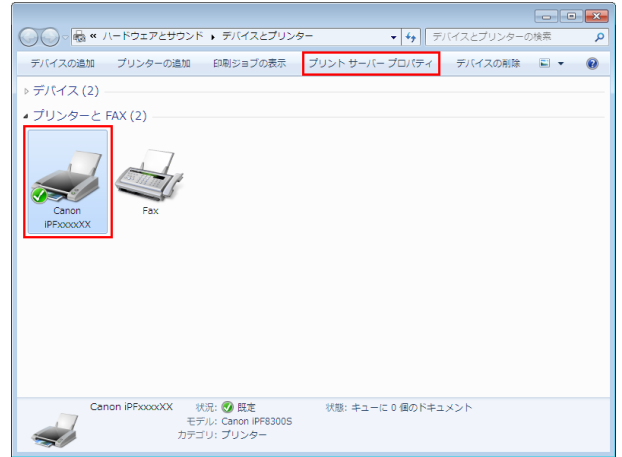 « ハードウェアとサウンド ▸ デバイスとプリンター デバイスとプリンターの検索
デバイスの追加 プリンターの追加 印刷ジョブの表示 プリント サーバー プロパティ デバイスの削除
デバイス (2)
プリンターと FAX (2)
Canon
iPFxxxxXX
Fax
Canon iPFxxxxXX 状況: 既定 状態: キューに 0 個のドキュメント
モデル: Canon iPF8300S
カテゴリ: プリンター